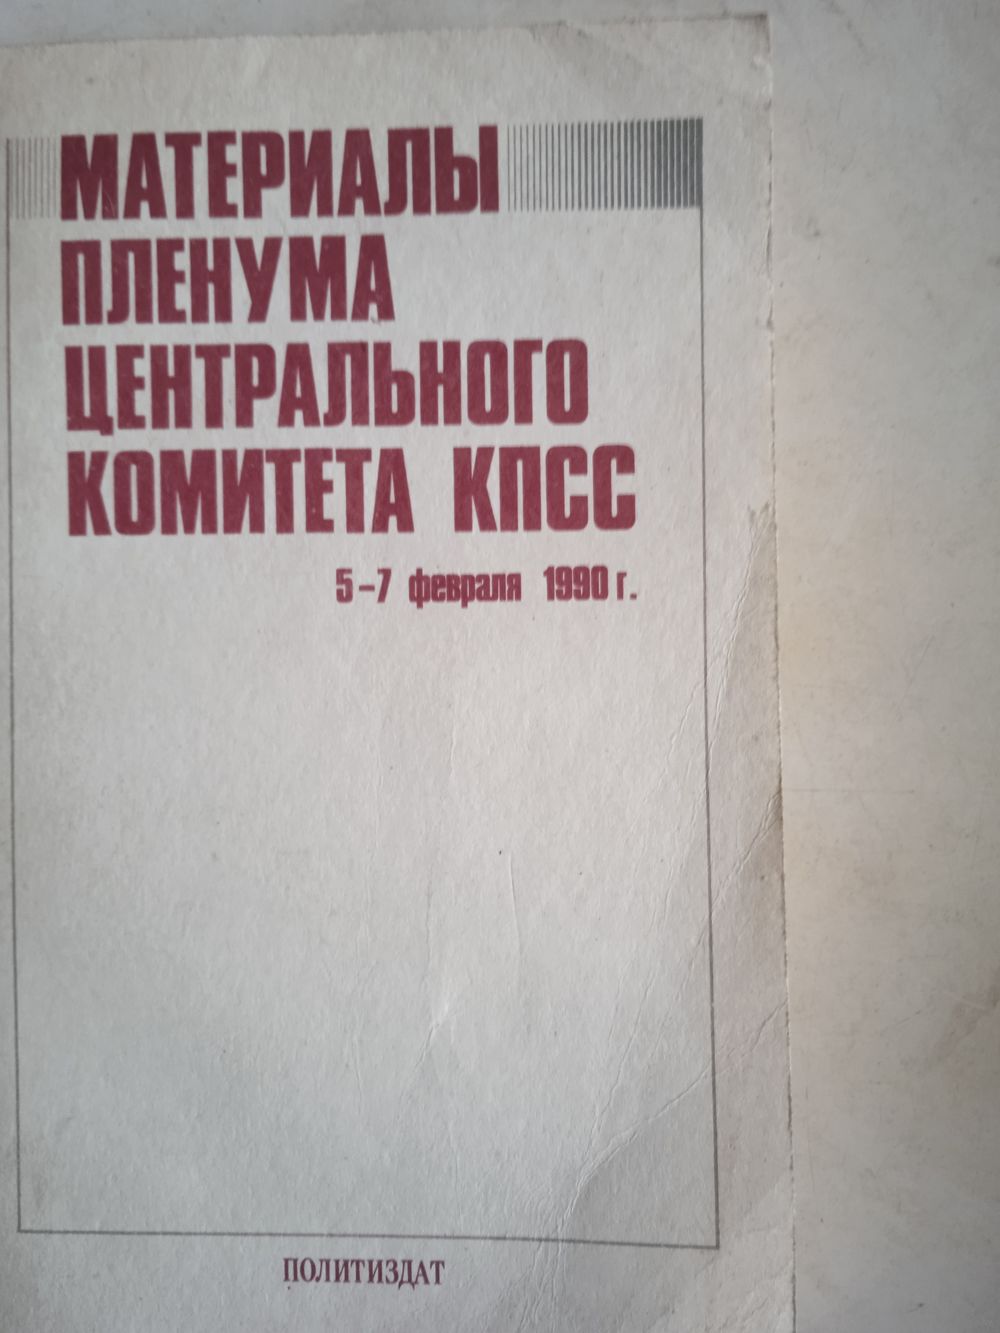 МАТЕРИАЛЫ
ПЛЕНУМА
ЦЕНТРАЛЬНОГО
КОМИТЕТА КПСС
5-7 февраля 1990 г.
ПОЛИТИЗДАТ